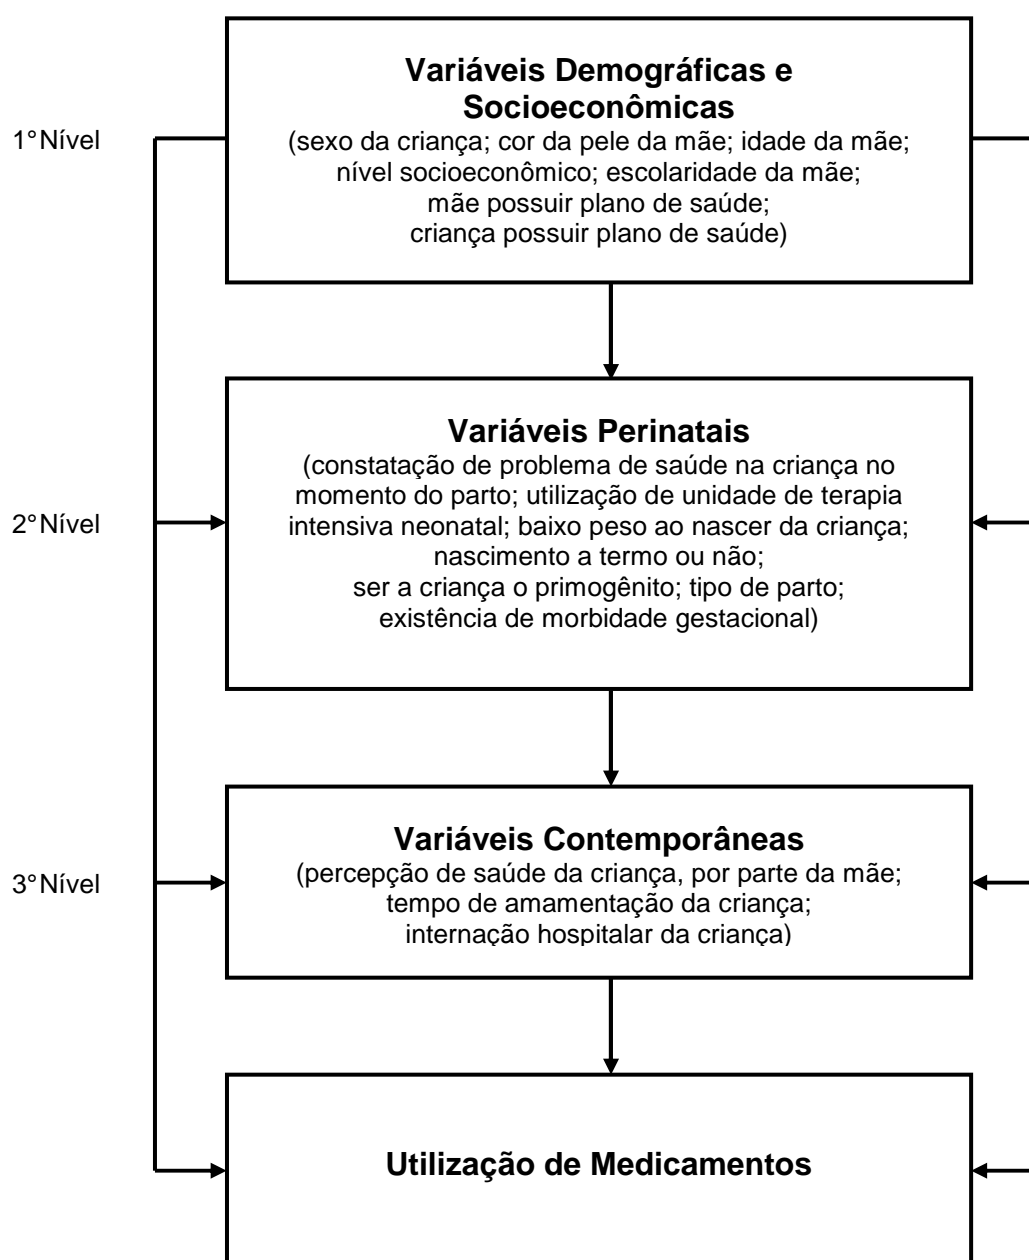 Variáveis Demográficas e
Socioeconômicas
1° Nível
(sexo da criança; cor da pele da mãe; idade da mãe;
nível socioeconômico; escolaridade da mãe;
mãe possuir plano de saúde;
criança possuir plano de saúde)
Variáveis Perinatais
(constatação de problema de saúde na criança no
momento do parto; utilização de unidade de terapia
2° Nível
intensiva neonatal; baixo peso ao nascer da criança;
nascimento a termo ou não;
ser a criança o primogênito; tipo de parto;
existência de morbidade gestacional)
Variáveis Contemporâneas
3° Nível
(percepção de saúde da criança, por parte da mãe;
tempo de amamentação da criança;
internação hospitalar da criança)
Utilização de Medicamentos